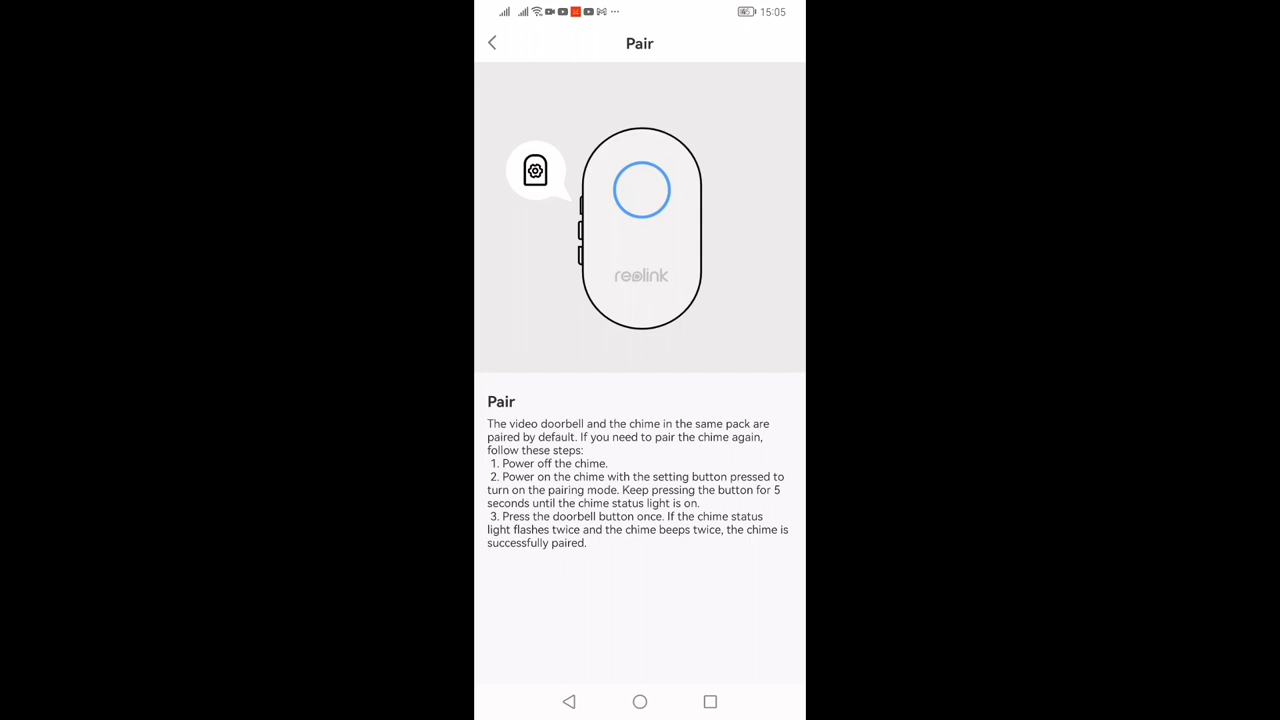 45 15:05
Pair
reolink
Pair
The video doorbell and the chime in the same pack are
paired by default. If you need to pair the chime again,
follow these steps:
1. Power off the chime.
2. Power on the chime with the setting button pressed to
turn on the pairing mode. Keep pressing the button for 5
seconds until the chime status light is on.
3. Press the doorbell button once. If the chime status
light flashes twice and the chime beeps twice, the chime is
successfully paired.